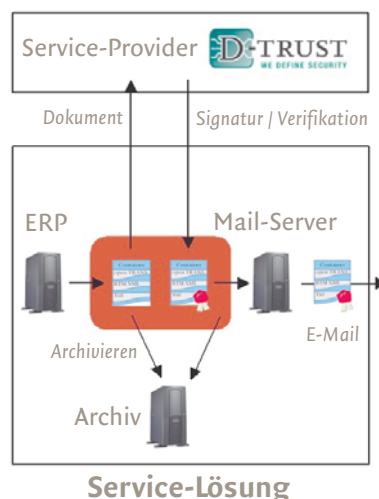 Service-Provider
D-TRUST
WE DEFINE SECURITY
Dokument
Signatur / Verifikation
ERP
Mail-Server
Archivieren
E-Mail
Archiv
Service-Lösung